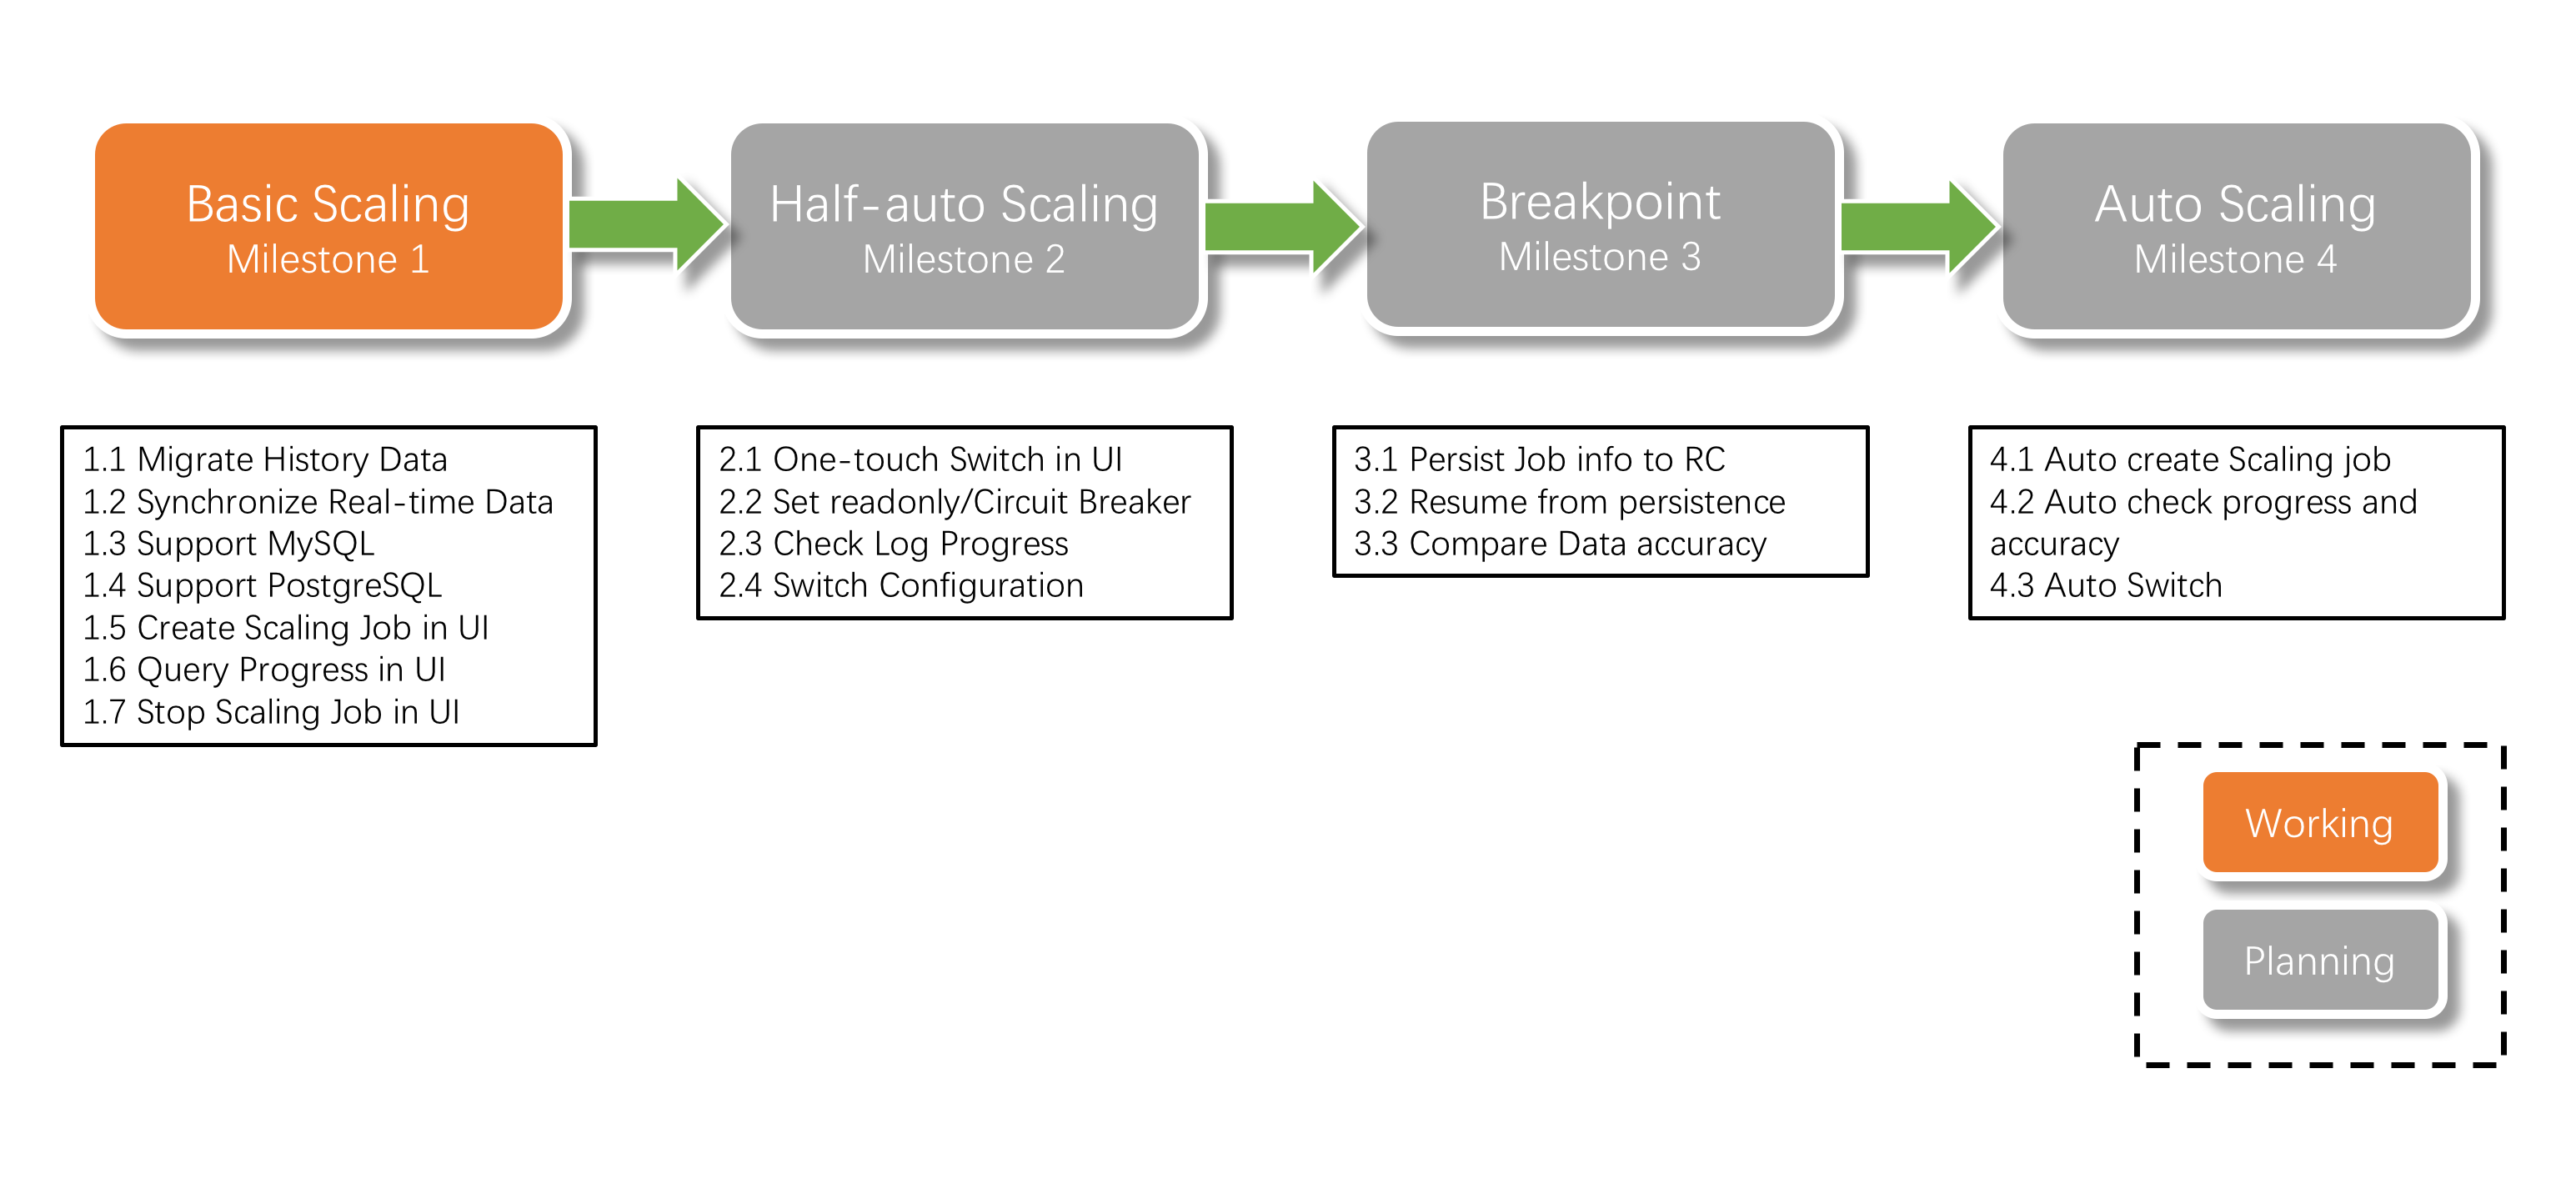 Basic Scaling
Milestone 1
Half-auto Scaling
Milestone 2
Breakpoint
Milestone 3
Auto Scaling
Milestone 4
1.1 Migrate History Data
1.2 Synchronize Real-time Data
1.3 Support MySQL
1.4 Support PostgreSQL
1.5 Create Scaling Job in UI
1.6 Query Progress in UI
1.7 Stop Scaling Job in UI
2.1 One-touch Switch in UI
2.2 Set readonly/Circuit Breaker
2.3 Check Log Progress
2.4 Switch Configuration
3.1 Persist Job info to RC
3.2 Resume from persistence
3.3 Compare Data accuracy
4.1 Auto create Scaling job
4.2 Auto check progress and
accuracy
4.3 Auto Switch
Working
Planning